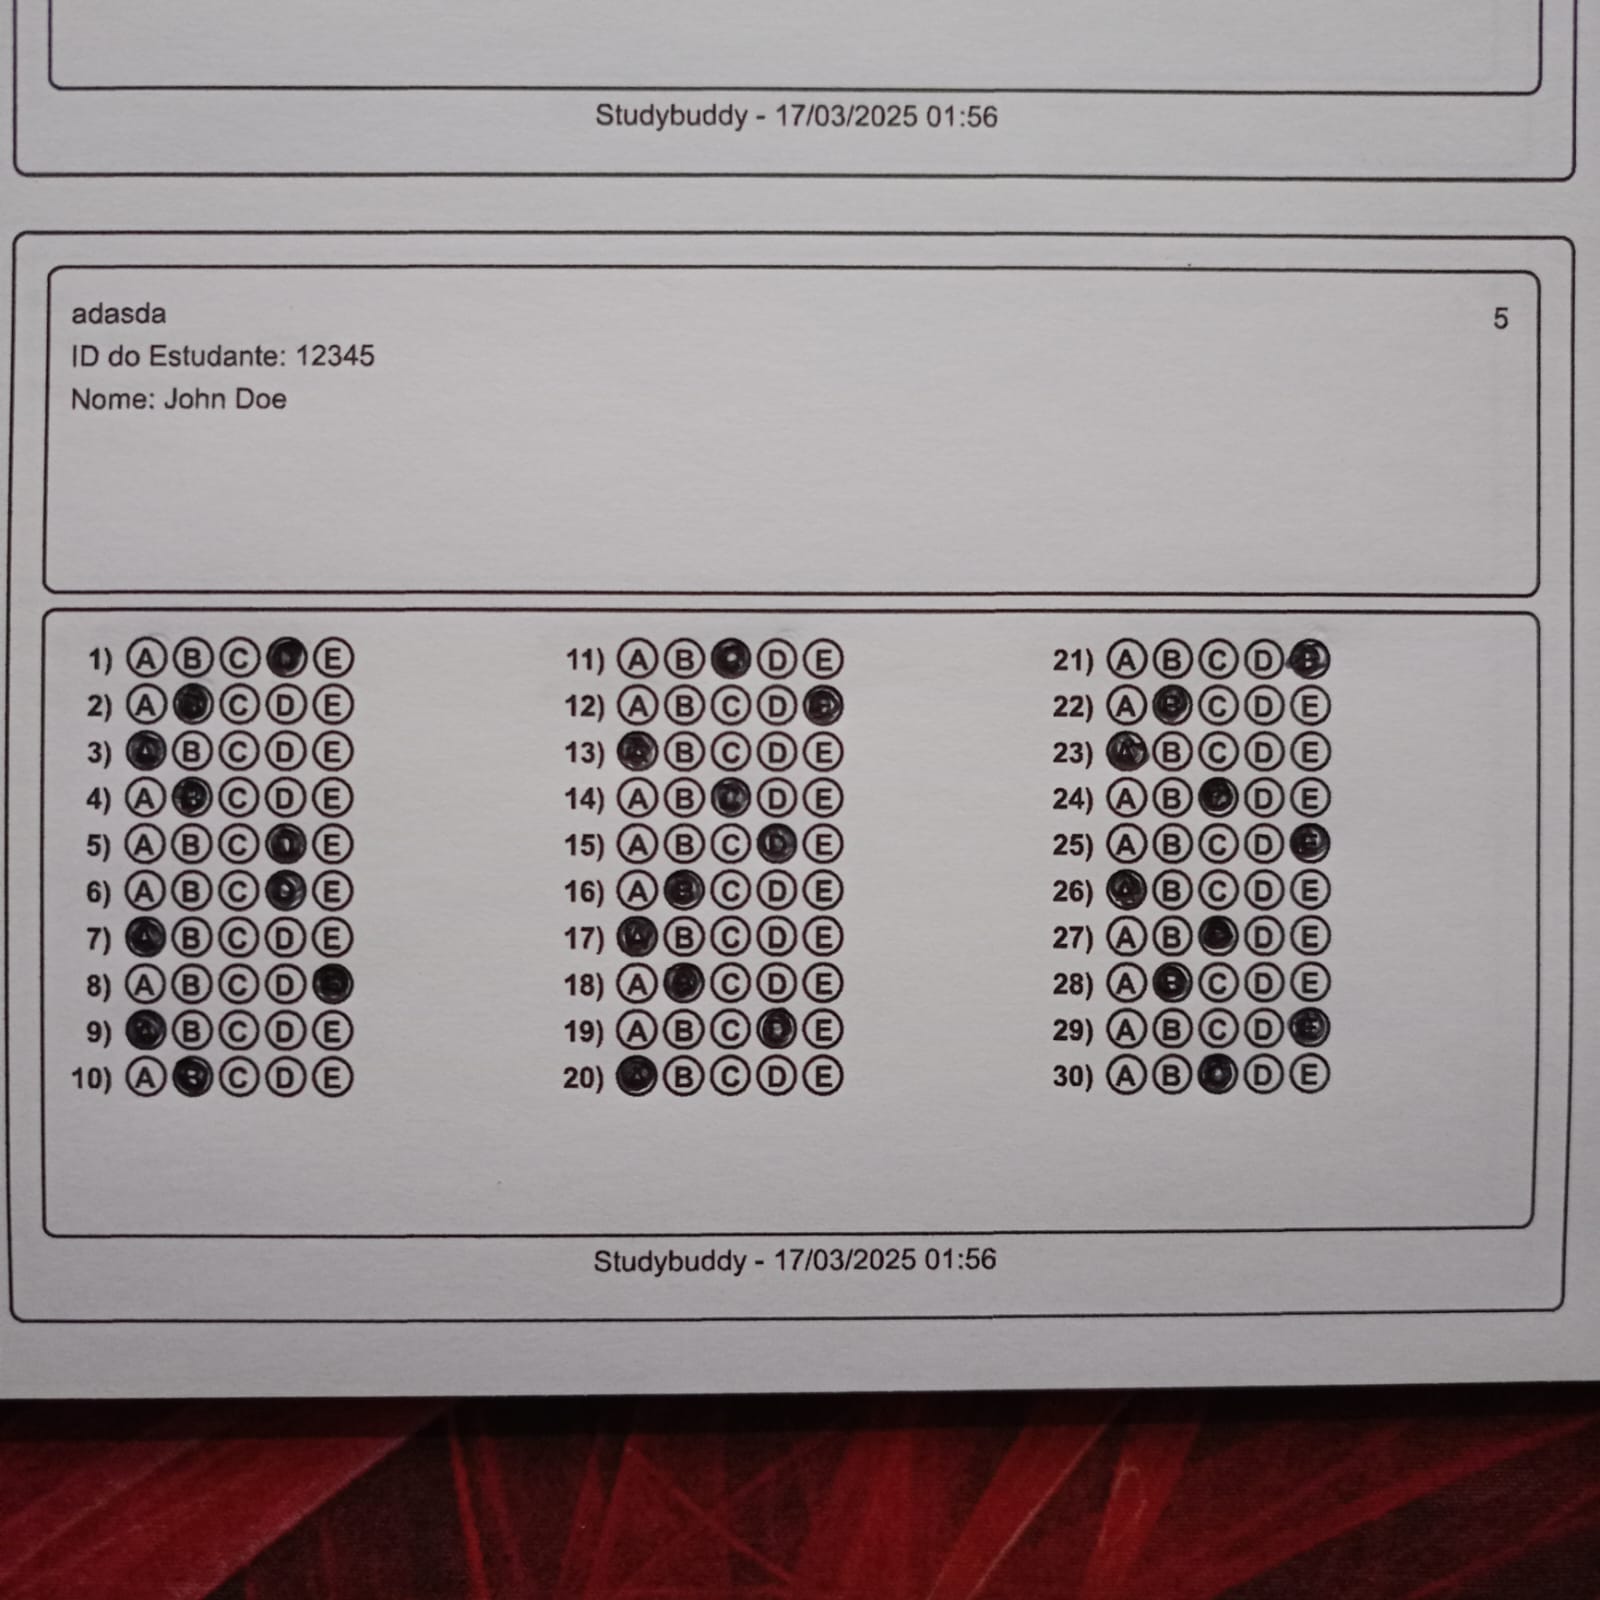 Studybuddy - 17/03/2025 01:56
adasda
5
ID do Estudante: 12345
Nome: John Doe
1) A B C D E
2) A B C D E
3) A B C D E
4) A B C D E
5) A B C D E
6) A B C D E
7) A B C D E
8) A B C D E
9) A B C D E
10) A B C D E
11) A B C D E
12) A B C D E
13) A B C D E
14) A B C D E
15) A B C D E
16) A B C D E
17) A B C D E
18) A B C D E
19) A B C D E
20) A B C D E
21) A B C D E
22) A B C D E
23) A B C D E
24) A B C D E
25) A B C D E
26) A B C D E
27) A B C D E
28) A B C D E
29) A B C D E
30) A B C D E
Studybuddy - 17/03/2025 01:56